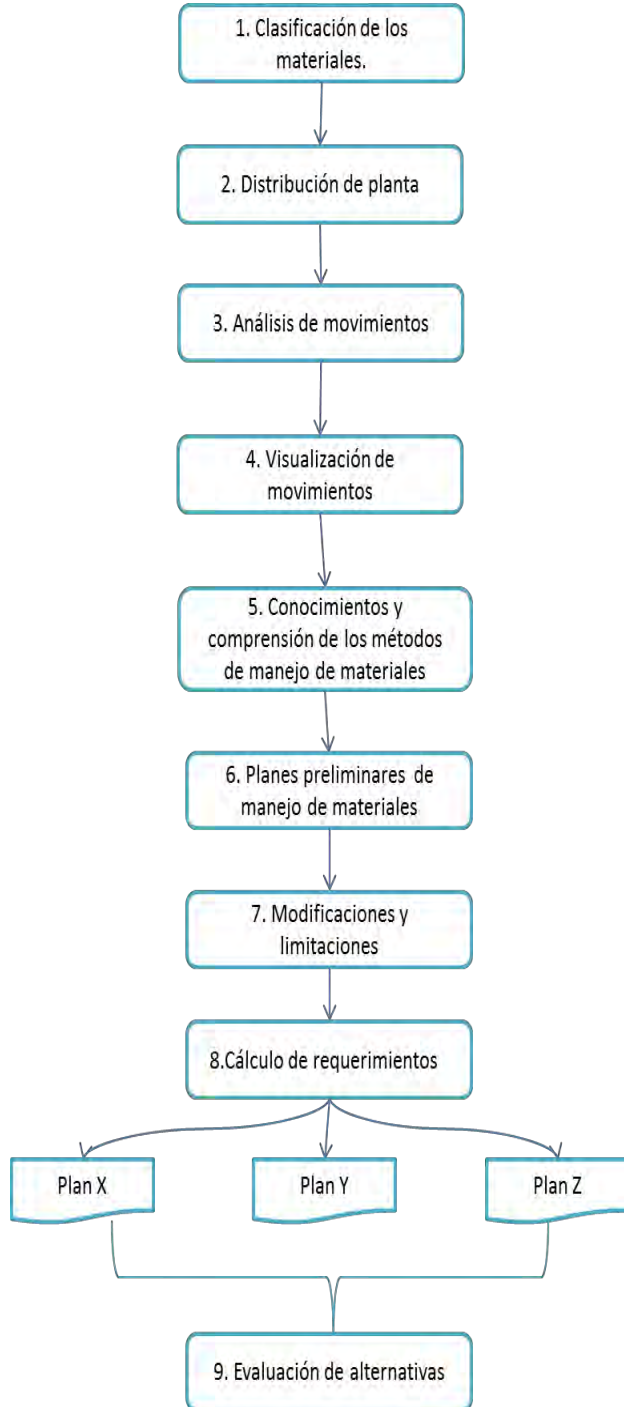 1. Clasificación de los
materiales.
2. Distribución de planta
3. Análisis de movimientos
4. Visualización de
movimientos
5. Conocimientos y
comprensión de los métodos
de manejo de materiales
6. Planes preliminares de
manejo de materiales
7. Modificaciones y
limitaciones
8.Cálculo de requerimientos
Plan X
Plan Y
Plan Z
9. Evaluación de alternativas